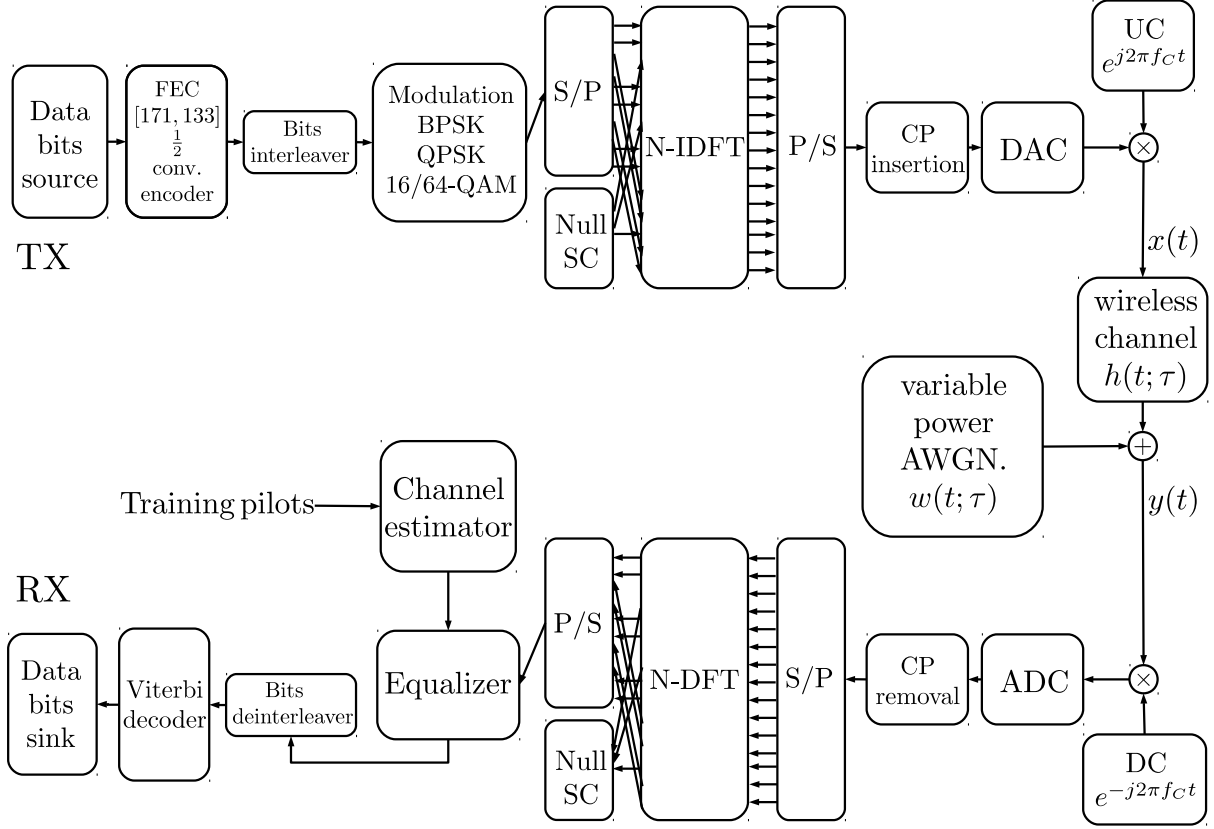 Data
bits
source
FEC
[171, 133]
1/2
conv.
encoder
Bits
interleaver
Modulation
BPSK
QPSK
16/64-QAM
S/P
Null
SC
N-IDFT
P/S
CP
insertion
DAC
UC
e^{j2πf_C t}
×
TX
x(t)
wireless
channel
h(t; τ)
variable
power
AWGN.
w(t; τ)
+
y(t)
Training pilots
Channel
estimator
RX
Data
bits
sink
Viterbi
decoder
Bits
deinterleaver
Equalizer
P/S
Null
SC
N-DFT
S/P
CP
removal
ADC
×
DC
e^{-j2πf_C t}